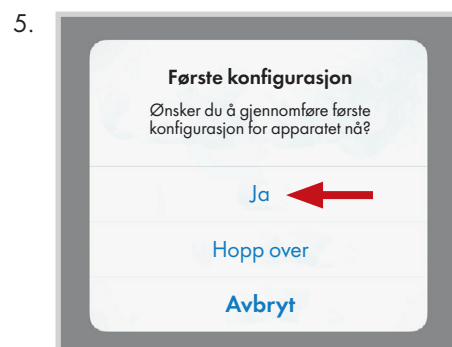 5.
Første konfigurasjon
Ønsker du å gjennomføre første
konfigurasjon for apparatet nå?
Ja
Hopp over
Avbryt